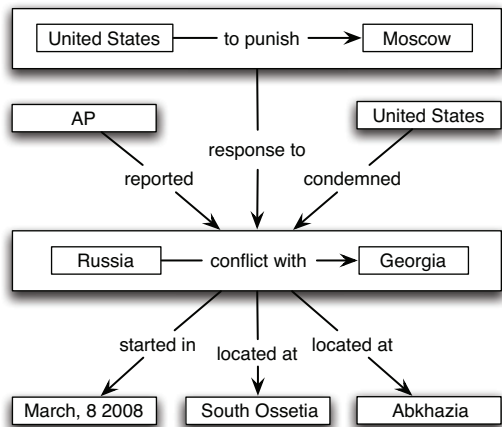 United States to punish Moscow
AP
United States
response to
reported
condemned
Russia conflict with Georgia
started in
located at
located at
March, 8 2008
South Ossetia
Abkhazia